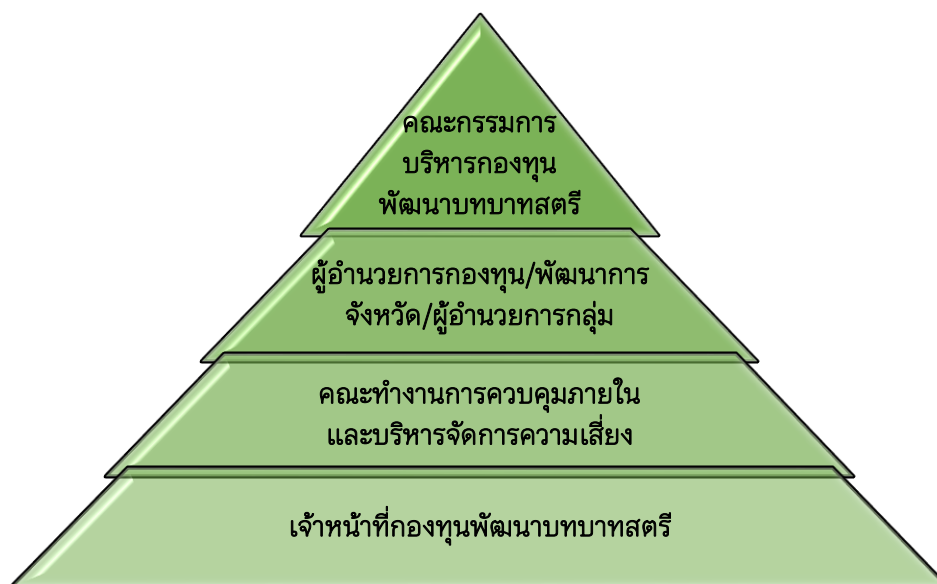 คณะกรรมการ
บริหารกองทุน
พัฒนาบทบาทสตรี
ผู้อำนวยการกองทุน/พัฒนาการ
จังหวัด/ผู้อำนวยการกลุ่ม
คณะทำงานการควบคุมภายใน
และบริหารจัดการความเสี่ยง
เจ้าหน้าที่กองทุนพัฒนาบทบาทสตรี